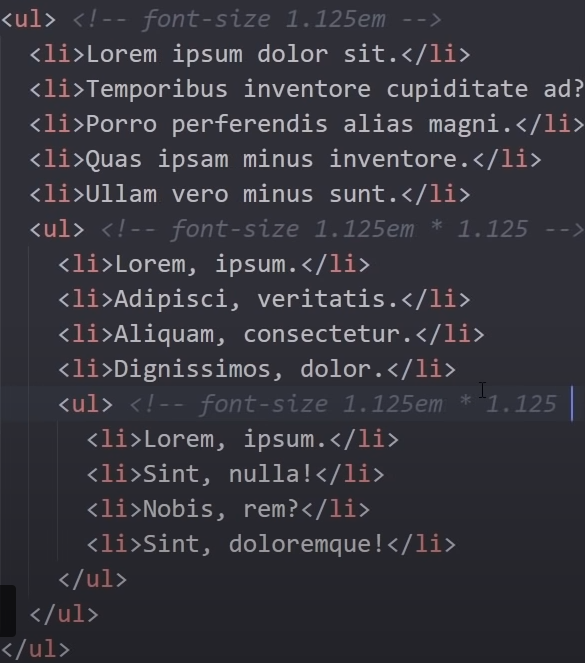 <ul> <!-- font-size 1.125em -->
<li>Lorem ipsum dolor sit.</li>
<li>Temporibus inventore cupiditate ad?
<li>Porro perferendis alias magni.</li>
<li>Quas ipsam minus inventore.</li>
<li>Ullam vero minus sunt.</li>
<ul> <!-- font-size 1.125em * 1.125 -->
<li>Lorem, ipsum.</li>
<li>Adipisci, veritatis.</li>
<li>Aliquam, consectetur.</li>
<li>Dignissimos, dolor.</li>
<ul> <!-- font-size 1.125em * 1.125
<li>Lorem, ipsum.</li>
<li>Sint, nulla!</li>
<li>Nobis, rem?</li>
<li>Sint, doloremque!</li>
</ul>
</ul>
</ul>